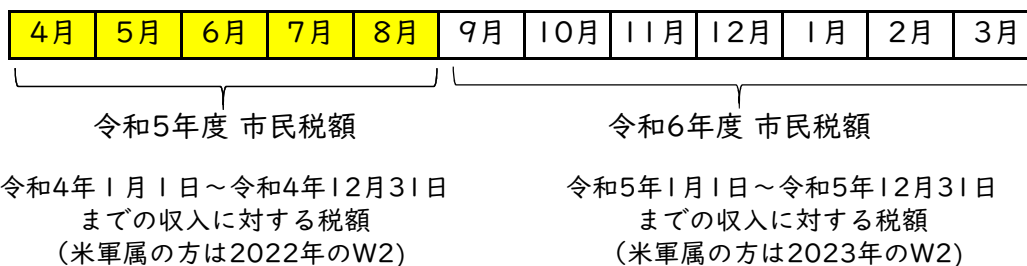 4月 5月 6月 7月 8月 9月 10月 11月 12月 1月 2月 3月
令和5年度 市民税額
令和6年度 市民税額
令和4年1月1日～令和4年12月31日
までの収入に対する税額
(米軍属の方は2022年のW2)
令和5年1月1日～令和5年12月31日
までの収入に対する税額
(米軍属の方は2023年のW2)